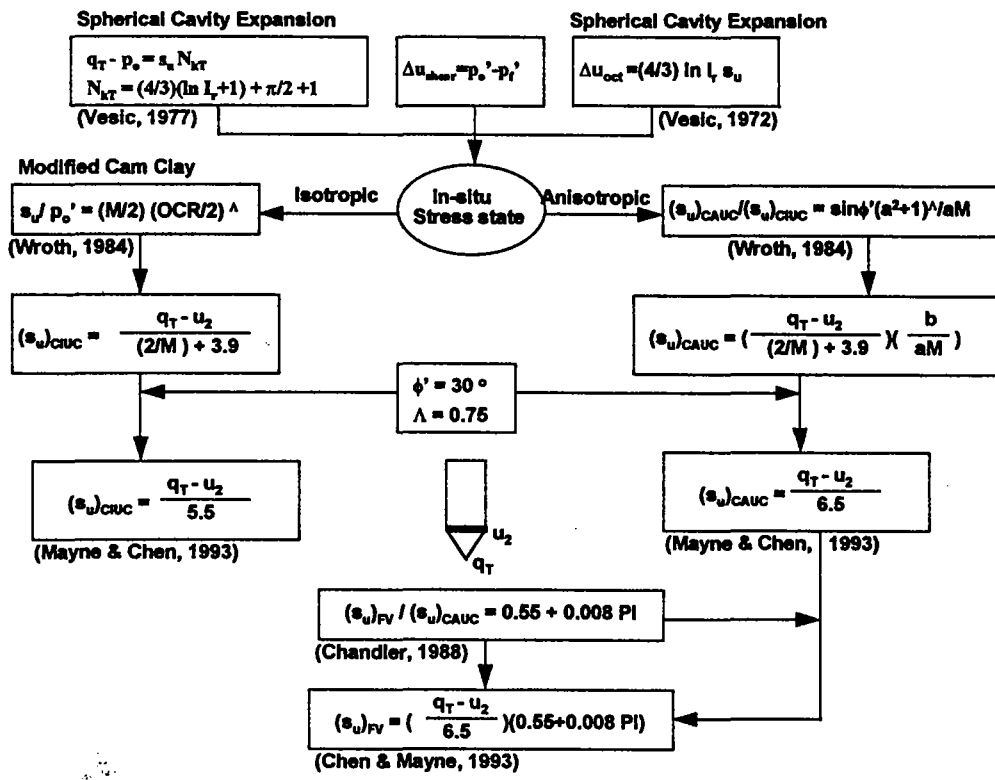 Spherical Cavity Expansion
Spherical Cavity Expansion
q_T - p_o = s_u N_kT
N_kT = (4/3)(ln I_r+1) + π/2 +1
(Vesic, 1977)
Δu_shear=p_o'-p_f'
Δu_oct =(4/3) ln I_r s_u
(Vesic, 1972)
Modified Cam Clay
s_u/ p_o' = (M/2) (OCR/2) ^
(Wroth, 1984)
Isotropic
In-situ
Stress state
Anisotropic
(s_u)_CAUC/(s_u)_CIUC = sinϕ'(a²+1)^/aM
(Wroth, 1984)
(s_u)_CIUC = q_T - u_2
(2/M ) + 3.9
(s_u)_CAUC = ( q_T - u_2
(2/M ) + 3.9 )( b
aM )
ϕ' = 30 °
Λ = 0.75
(s_u)_CIUC = q_T - u_2
5.5
(Mayne & Chen, 1993)
(s_u)_CAUC = q_T - u_2
6.5
(Mayne & Chen, 1993)
u_2
q_T
(s_u)_FV / (s_u)_CAUC = 0.55 + 0.008 PI
(Chandler, 1988)
(s_u)_FV = ( q_T - u_2
6.5 )(0.55+0.008 PI)
(Chen & Mayne, 1993)